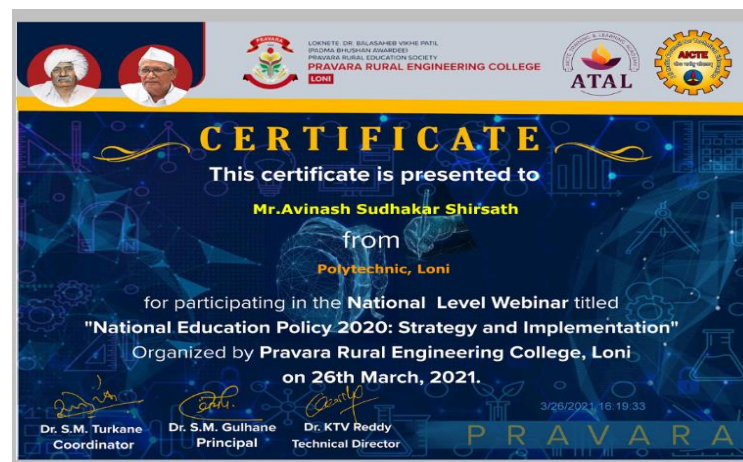 LOKNETE DR. BALASAHEB VIKHE PATIL
(PADMA BHUSHAN AWARDEE)
PRAVARA RURAL EDUCATION SOCIETY
PRAVARA RURAL ENGINEERING COLLEGE
LONI
PRAVARA
ATAL
AICTE
CERTIFICATE
This certificate is presented to
Mr.Avinash Sudhakar Shirsath
from
Polytechnic, Loni
for participating in the National Level Webinar titled
"National Education Policy 2020: Strategy and Implementation"
Organized by Pravara Rural Engineering College, Loni
on 26th March, 2021.
3/26/2021 16:19:33
Dr. S.M. Turkane
Coordinator
Dr. S.M. Gulhane
Principal
Dr. KTV Reddy
Technical Director
PRAVARA